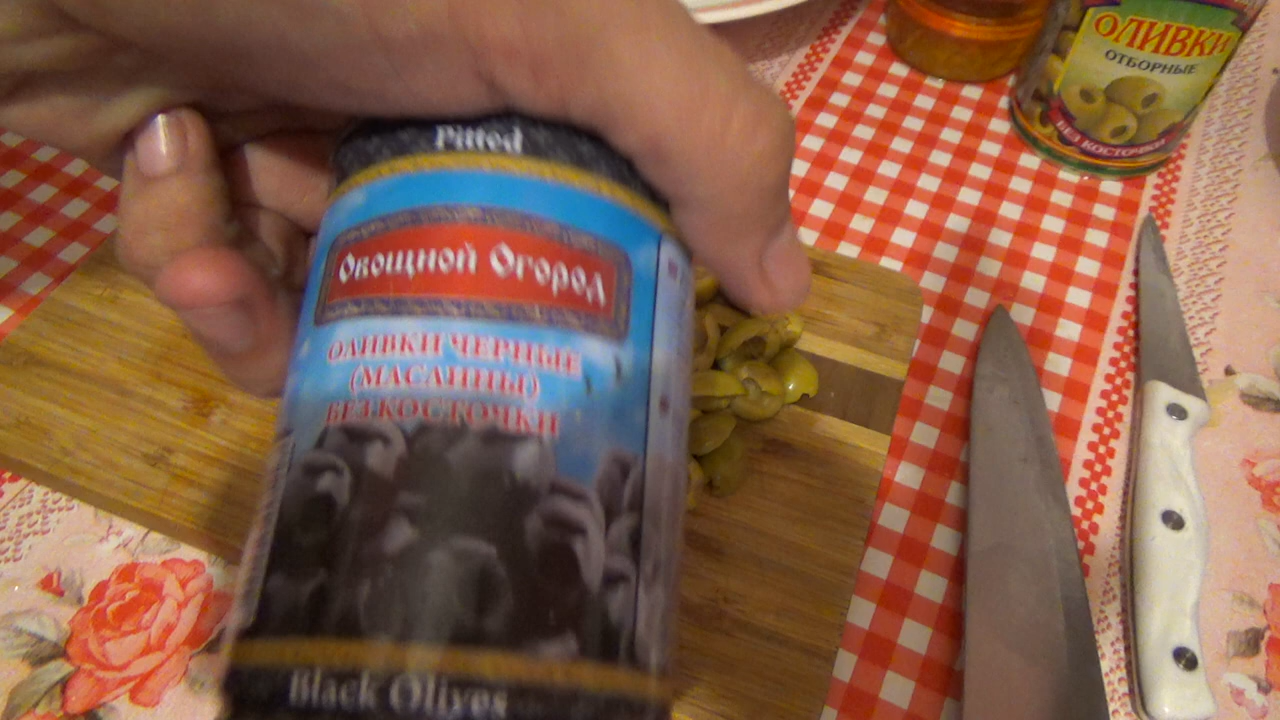 Pitted
Овощной Огород
ОЛИВКИ ЧЕРНЫЕ
(МАСЛИНЫ)
БЕЗ КОСТОЧКИ
Black Olives
ОЛИВКИ
ОТБОРНЫЕ
БЕЗ КОСТОЧКИ